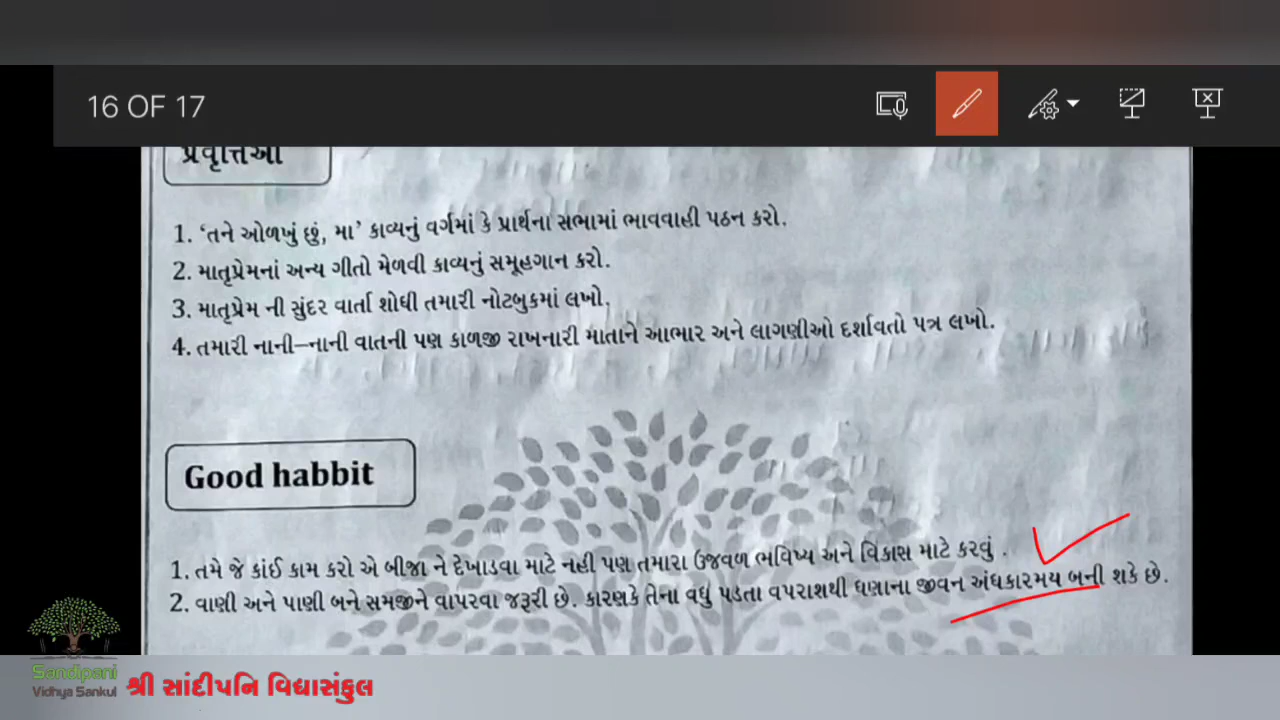 16 OF 17
પ્રવૃત્તિઓ
1. ‘તને ઓળખું છું, મા’ કાવ્યનું વર્ગમાં કે પ્રાર્થના સભામાં ભાવવાહી પઠન કરો.
2. માતૃપ્રેમનાં અન્ય ગીતો મેળવી કાવ્યનું સમૂહગાન કરો.
3. માતૃપ્રેમ ની સુંદર વાર્તા શોધી તમારી નોટબુકમાં લખો.
4. તમારી નાની–નાની વાતની પણ કાળજી રાખનારી માતાને આભાર અને લાગણીઓ દર્શાવતો પત્ર લખો.
Good habbit
1. તમે જે કાંઈ કામ કરો એ બીજા ને દેખાડવા માટે નહી પણ તમારા ઉજવળ ભવિષ્ય અને વિકાસ માટે કરવું .
2. વાણી અને પાણી બને સમજીને વાપરવા જરૂરી છે. કારણકે તેના વધુ પડતા વપરાશથી ઘણાના જીવન અંધકારમય બની શકે છે.
Sandipani
Vidhya Sankul
શ્રી સાંદીપનિ વિદ્યાસંકુલ